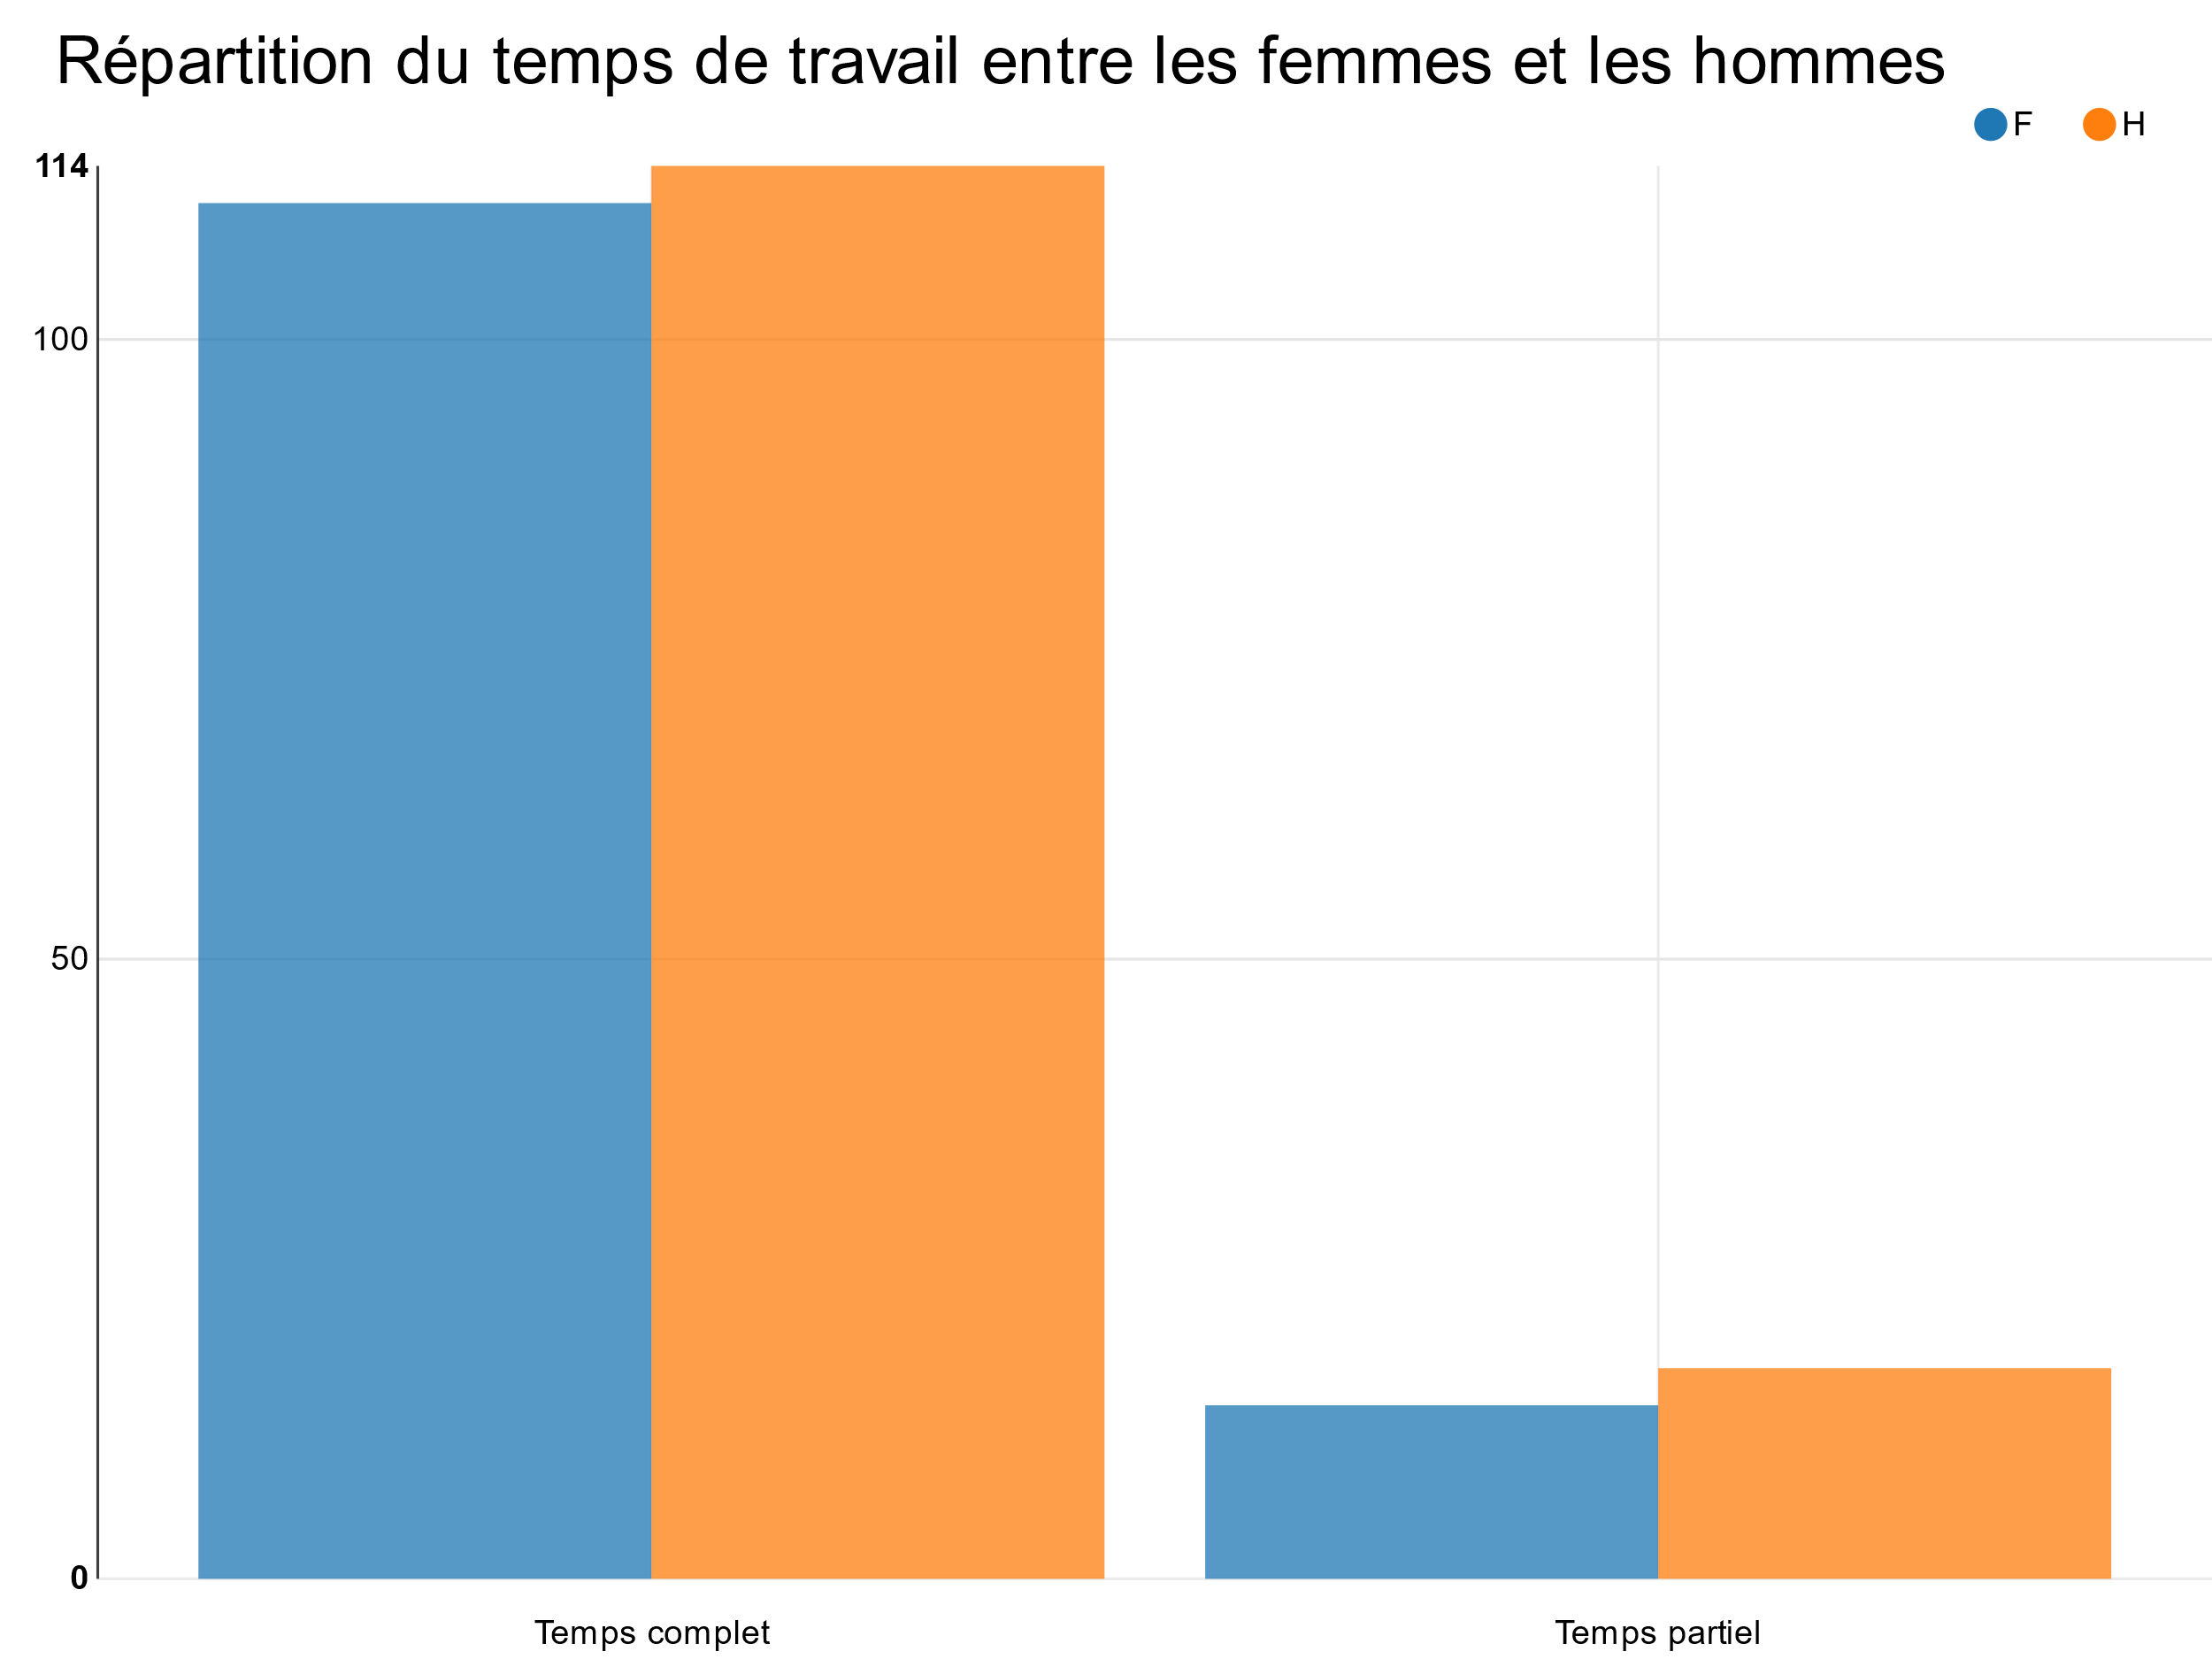 Répartition du temps de travail entre les femmes et les hommes
F H
114
100
50
0
Temps complet Temps partiel